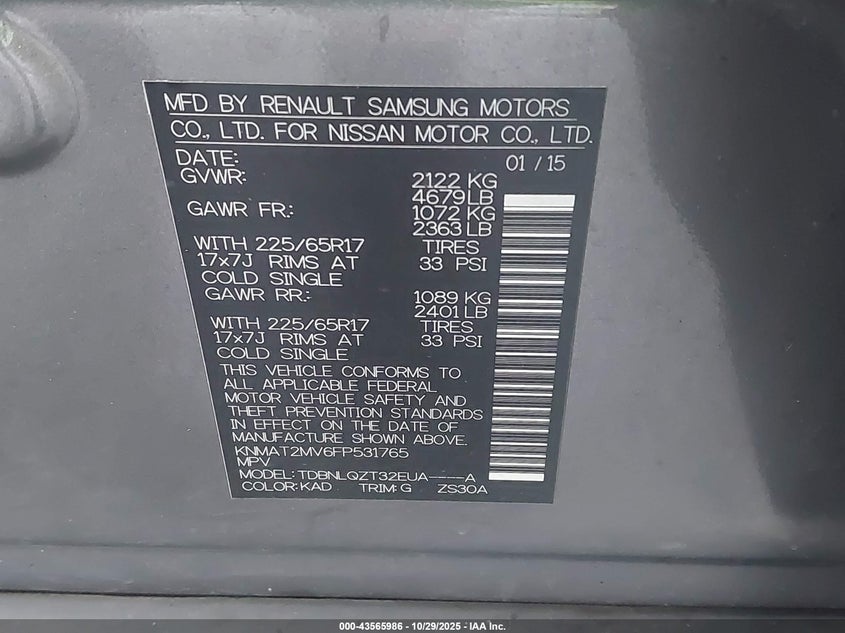 MFD BY RENAULT SAMSUNG MOTORS
CO., LTD. FOR NISSAN MOTOR CO., LTD.
DATE: 01 / 15
GVWR: 2122 KG
4679 LB
GAWR FR.: 1072 KG
2363 LB
WITH 225/65R17 TIRES
17x7J RIMS AT 33 PSI
COLD SINGLE
GAWR RR.: 1089 KG
2401 LB
WITH 225/65R17 TIRES
17x7J RIMS AT 33 PSI
COLD SINGLE
THIS VEHICLE CONFORMS TO
ALL APPLICABLE FEDERAL
MOTOR VEHICLE SAFETY AND
THEFT PREVENTION STANDARDS
IN EFFECT ON THE DATE OF
MANUFACTURE SHOWN ABOVE.
KNMAT2MV6FP531765
MPV
MODEL: TDBNLQZT32EUA----A
COLOR: KAD TRIM: G ZS30A
000-43565986 - 10/29/2025 - IAA Inc.